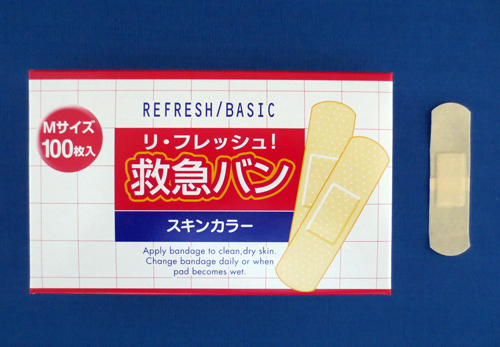 REFRESH/BASIC
Mサイズ
100枚入
リ・フレッシュ!
救急バン
スキンカラー
Apply bandage to clean,dry skin.
Change bandage daily or when
pad becomes wet.